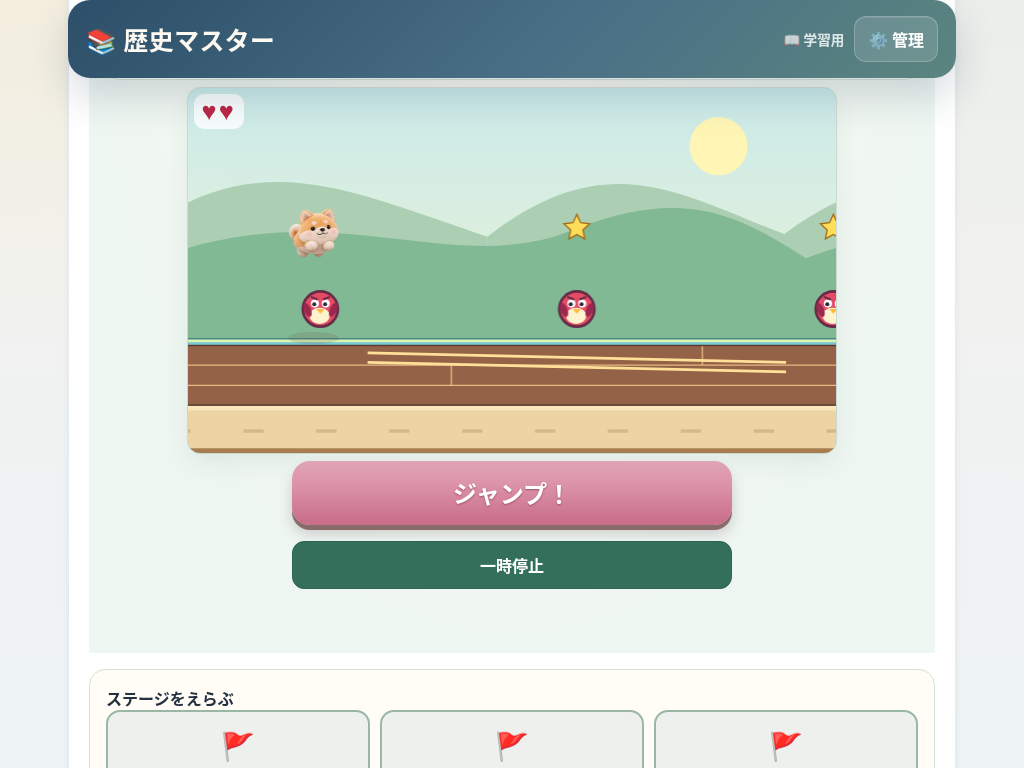 📚 歴史マスター
📖 学習用
⚙️ 管理
♥♥
ジャンプ！
一時停止
ステージをえらぶ